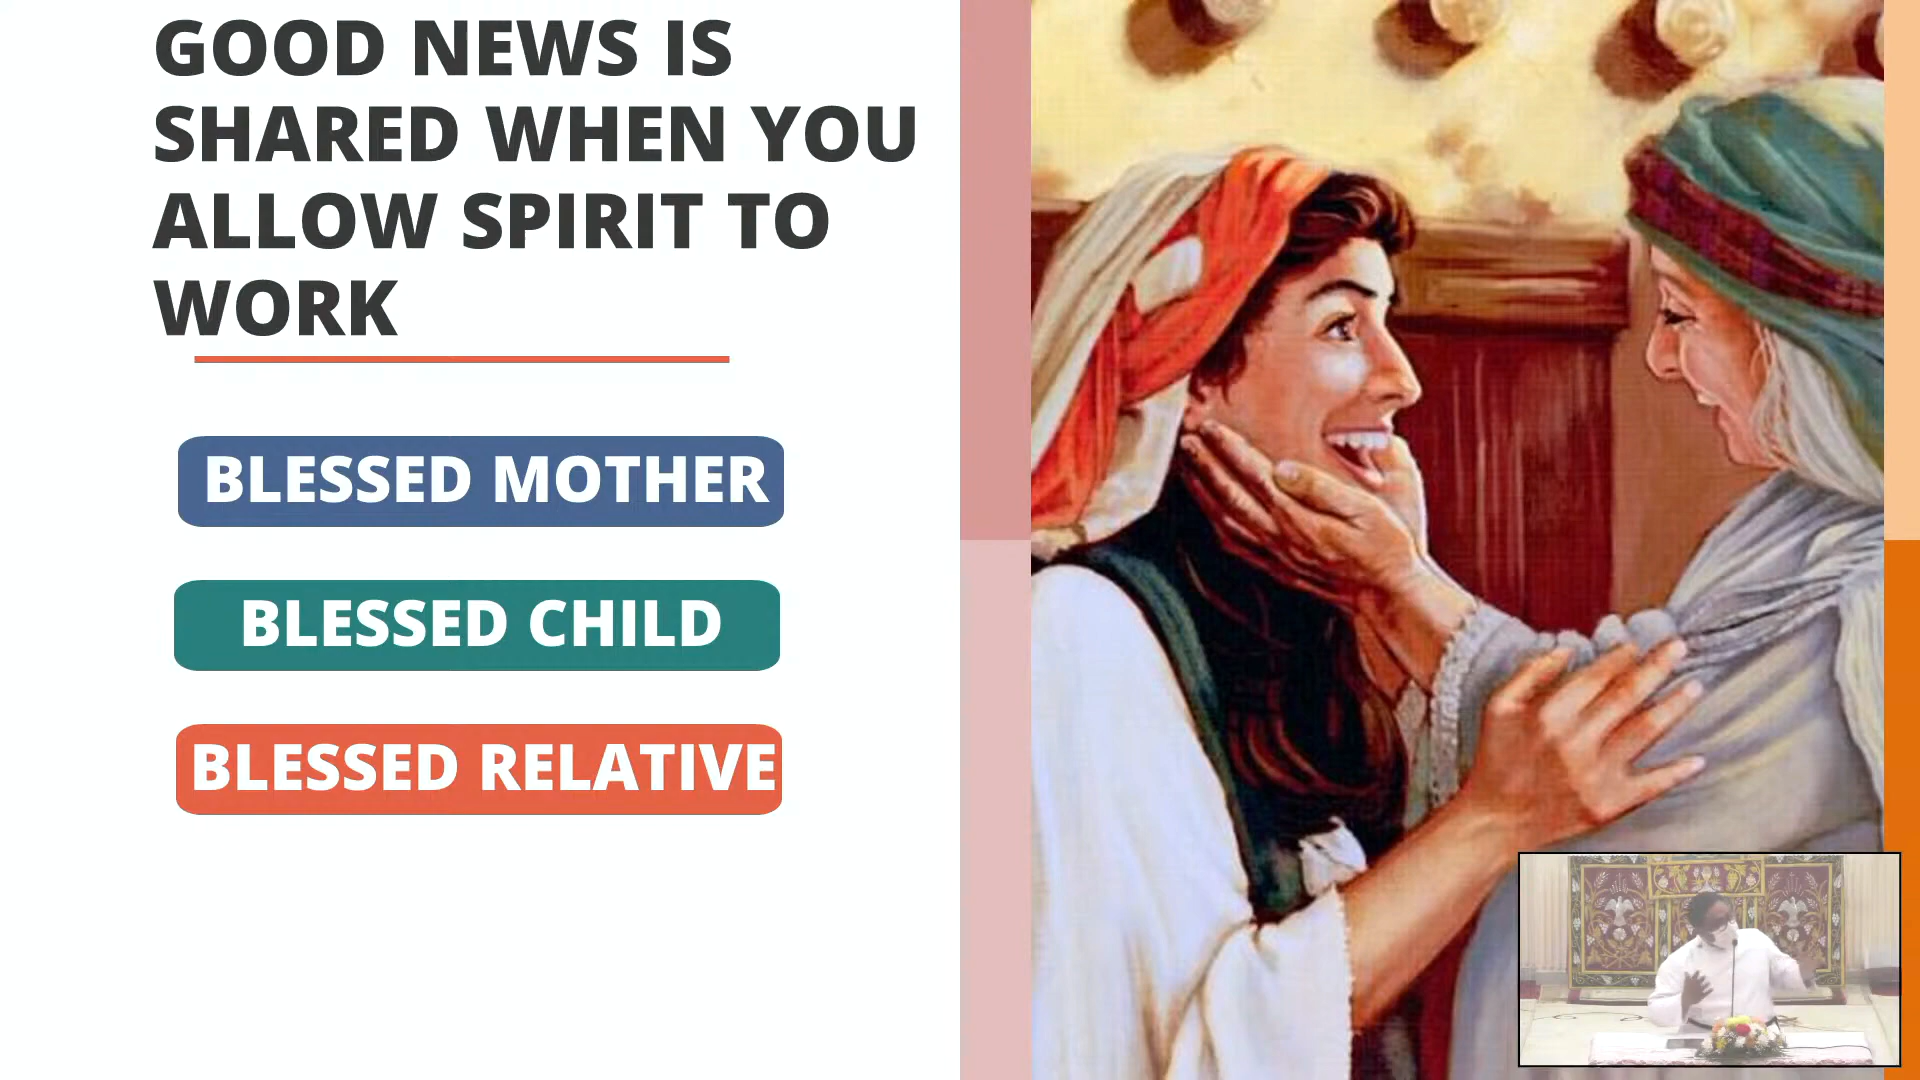 GOOD NEWS IS
SHARED WHEN YOU
ALLOW SPIRIT TO
WORK
BLESSED MOTHER
BLESSED CHILD
BLESSED RELATIVE